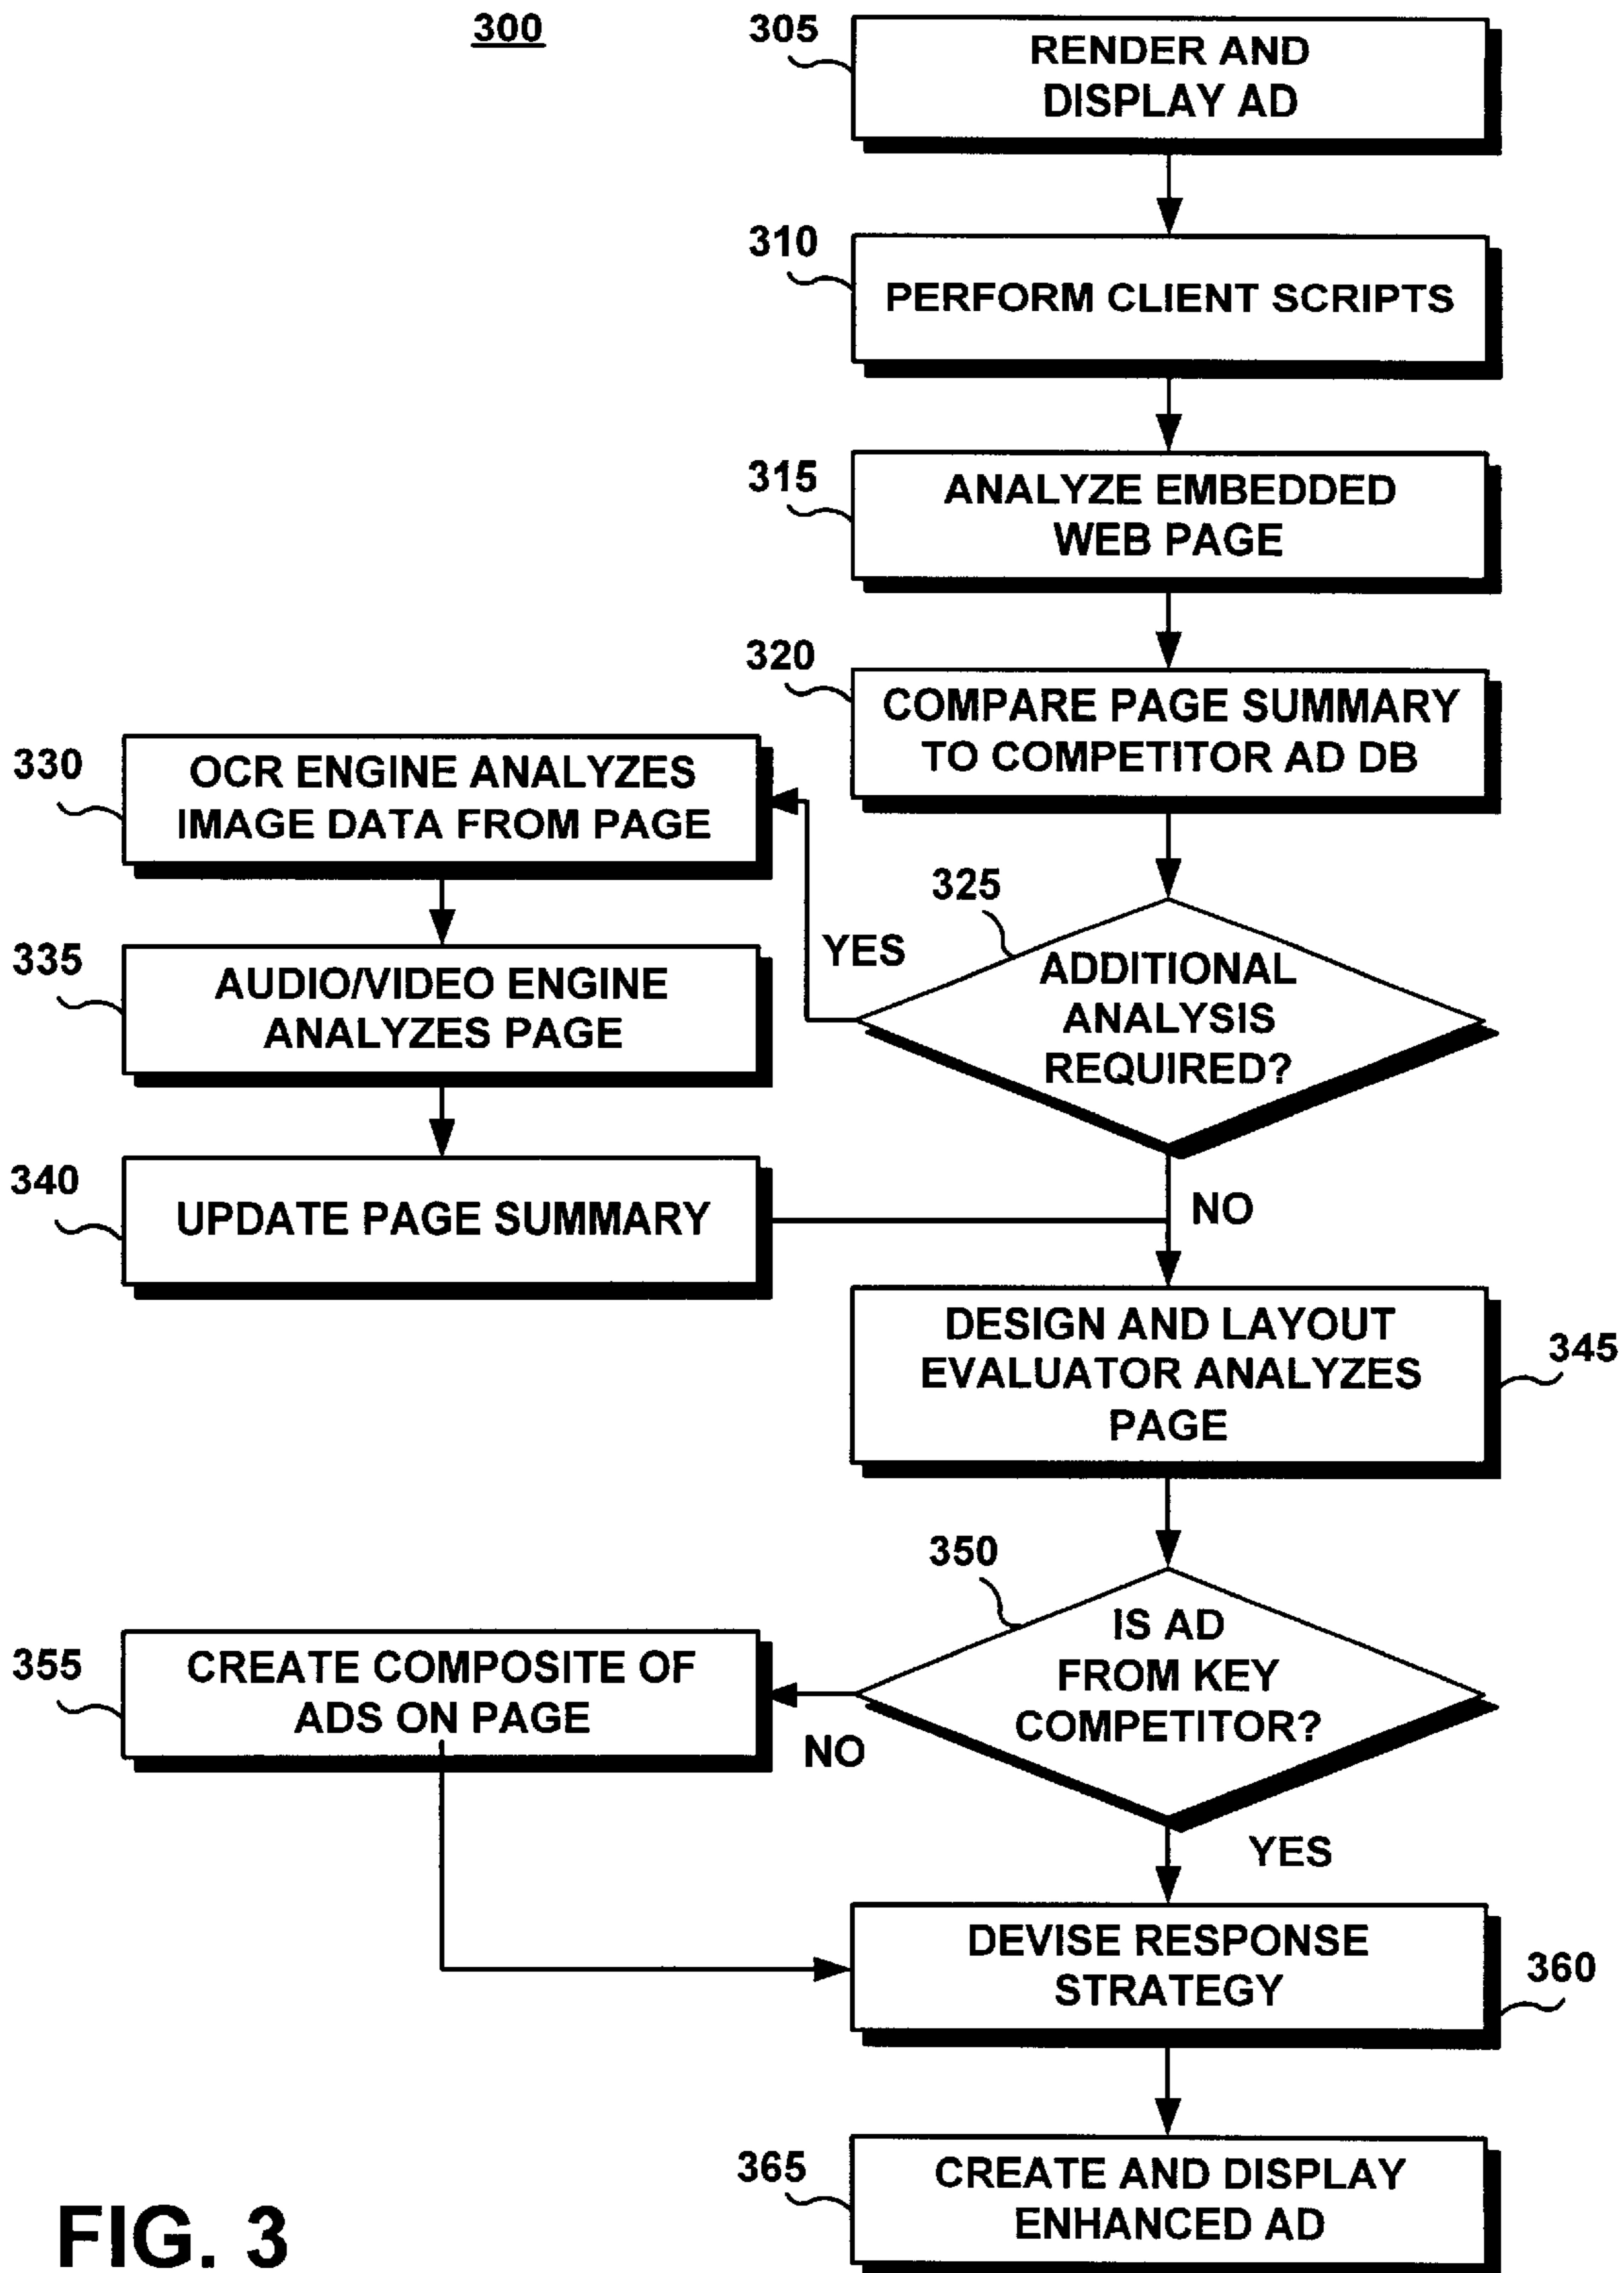 300
305
RENDER AND
DISPLAY AD
310
PERFORM CLIENT SCRIPTS
315
ANALYZE EMBEDDED
WEB PAGE
320
COMPARE PAGE SUMMARY
TO COMPETITOR AD DB
325
ADDITIONAL
ANALYSIS
REQUIRED?
YES
330
OCR ENGINE ANALYZES
IMAGE DATA FROM PAGE
335
AUDIO/VIDEO ENGINE
ANALYZES PAGE
340
UPDATE PAGE SUMMARY
NO
DESIGN AND LAYOUT
EVALUATOR ANALYZES
PAGE
345
350
IS AD
FROM KEY
COMPETITOR?
NO
355
CREATE COMPOSITE OF
ADS ON PAGE
YES
DEVISE RESPONSE
STRATEGY
360
365
CREATE AND DISPLAY
ENHANCED AD
FIG. 3